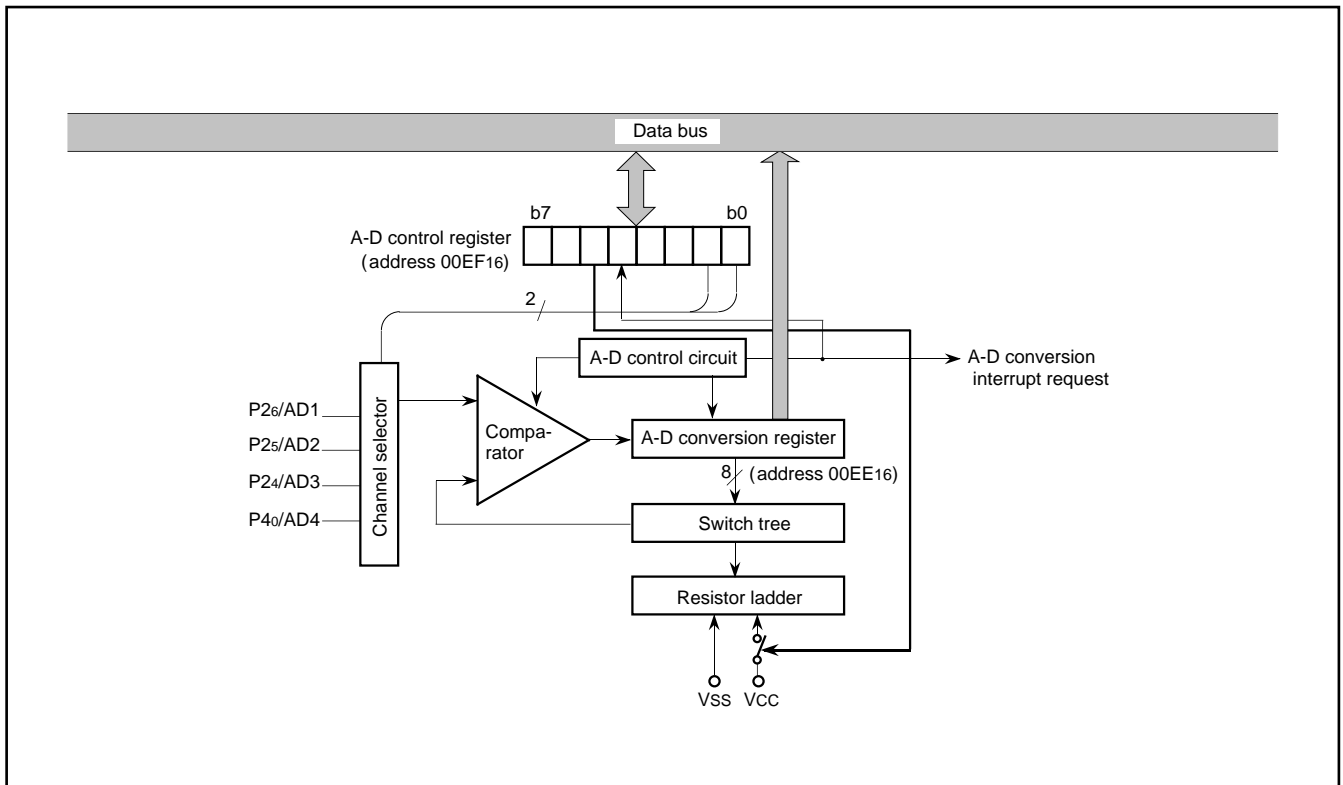 Data bus
b7 b0
A-D control register
(address 00EF16)
2
A-D control circuit
A-D conversion
interrupt request
P26/AD1
P25/AD2
P24/AD3
P40/AD4
Channel selector
Compa-
rator
A-D conversion register
8 (address 00EE16)
Switch tree
Resistor ladder
VSS VCC